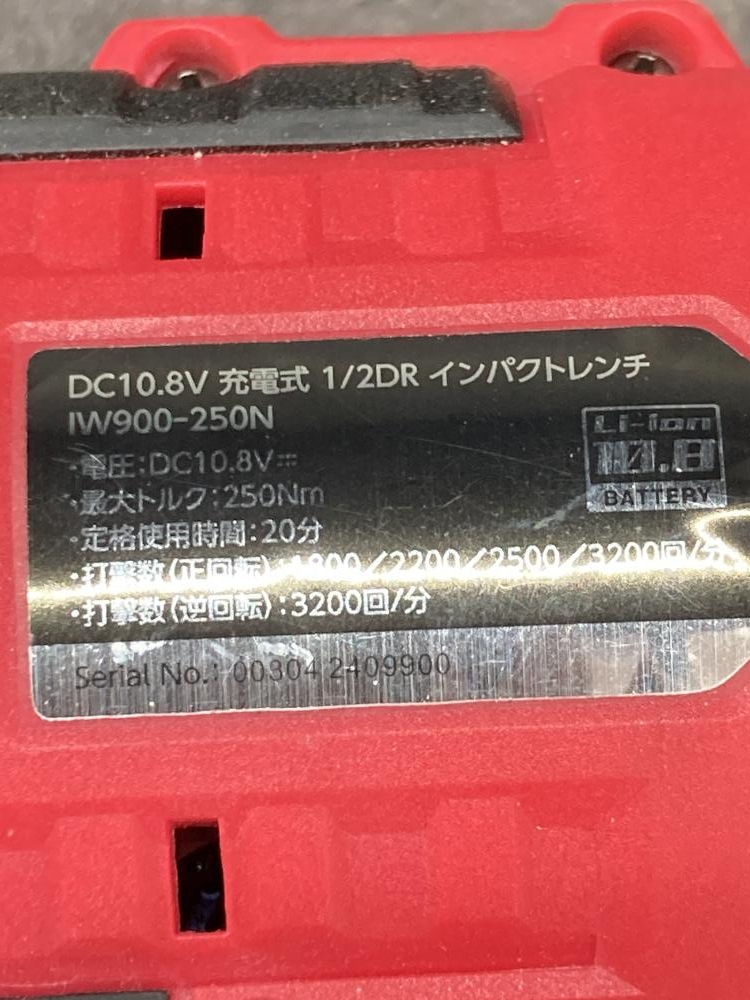 DC10.8V 充電式 1/2DR インパクトレンチ
IW900-250N
Li-ion
10.8
BATTERY
・電圧:DC10.8V⎓
・最大トルク:250Nm
・定格使用時間:20分
・打撃数(正回転):1800/2200/2500/3200回/分
・打撃数(逆回転):3200回/分
Serial No.: 00304 2409900